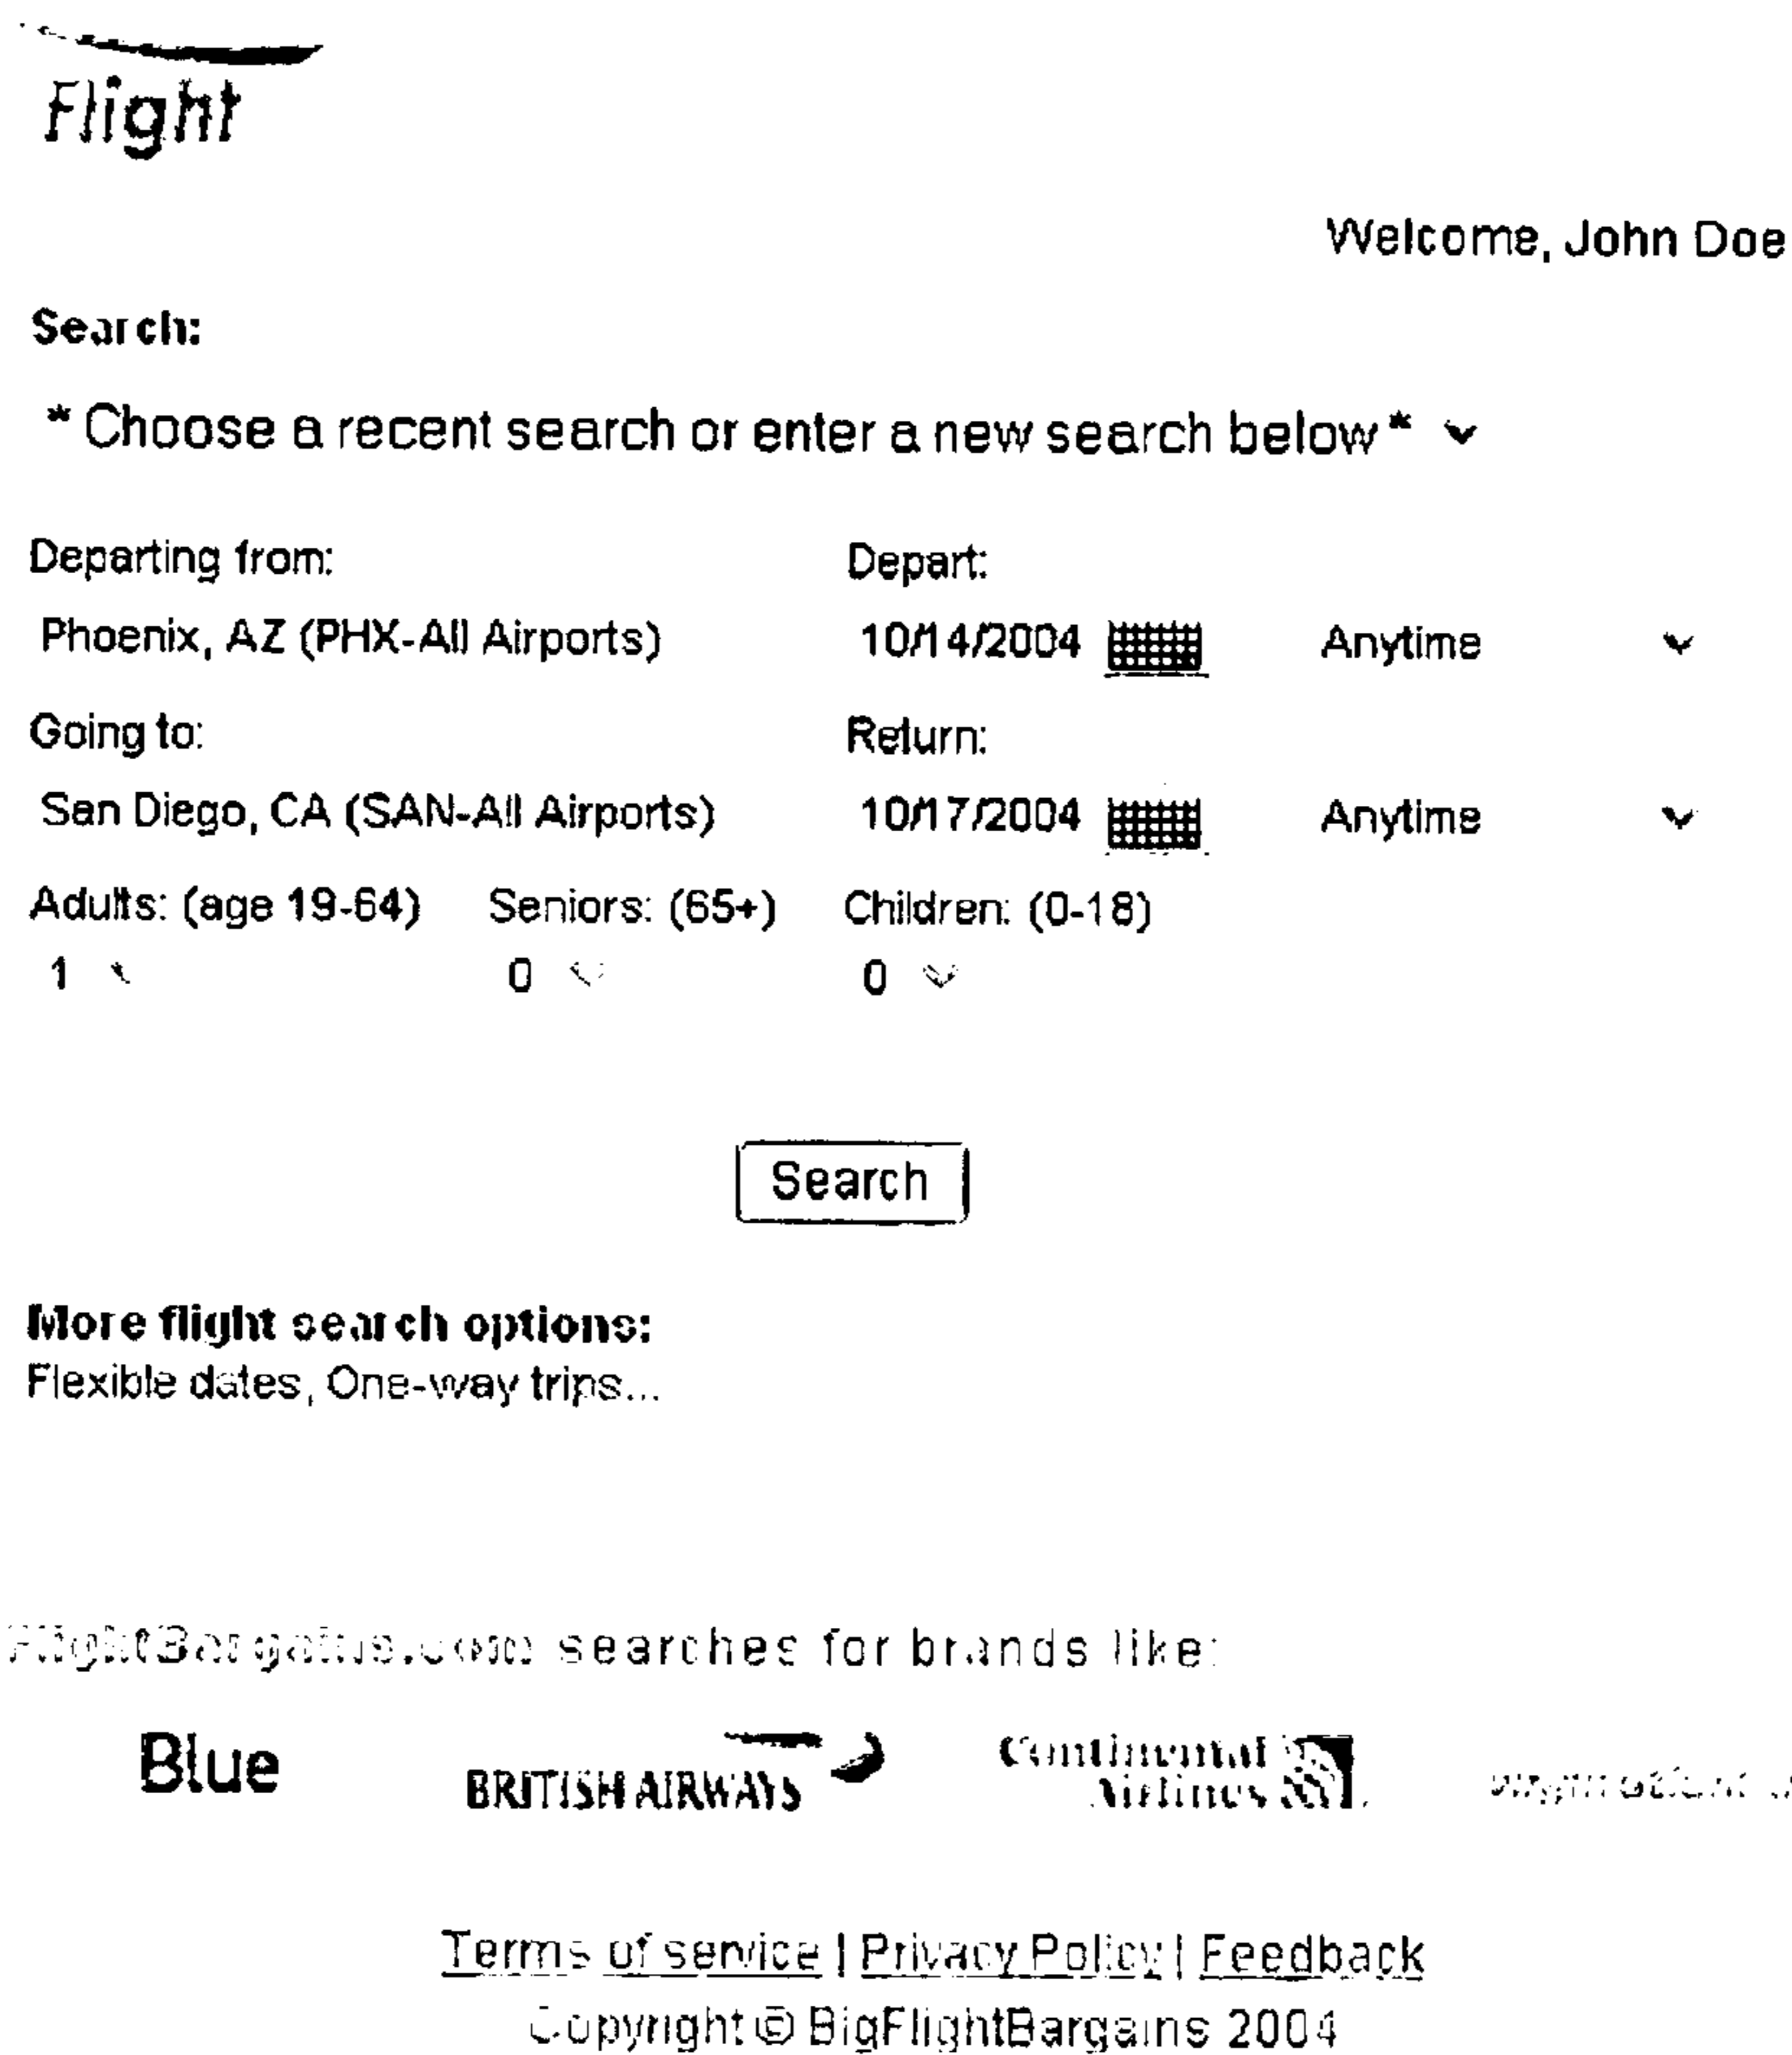 Flight
Welcome, John Doe
Search:
* Choose a recent search or enter a new search below *
Departing from: Depart:
Phoenix, AZ (PHX-All Airports) 10/14/2004 Anytime
Going to: Return:
San Diego, CA (SAN-All Airports) 10/17/2004 Anytime
Adults: (age 19-64) Seniors: (65+) Children: (0-18)
1 0 0
Search
More flight search options:
Flexible dates, One-way trips...
FlightBargains.com searches for brands like:
Blue BRITISH AIRWAYS Continental
Airlines
Terms of service | Privacy Policy | Feedback
Copyright © BigFlightBargains 2004